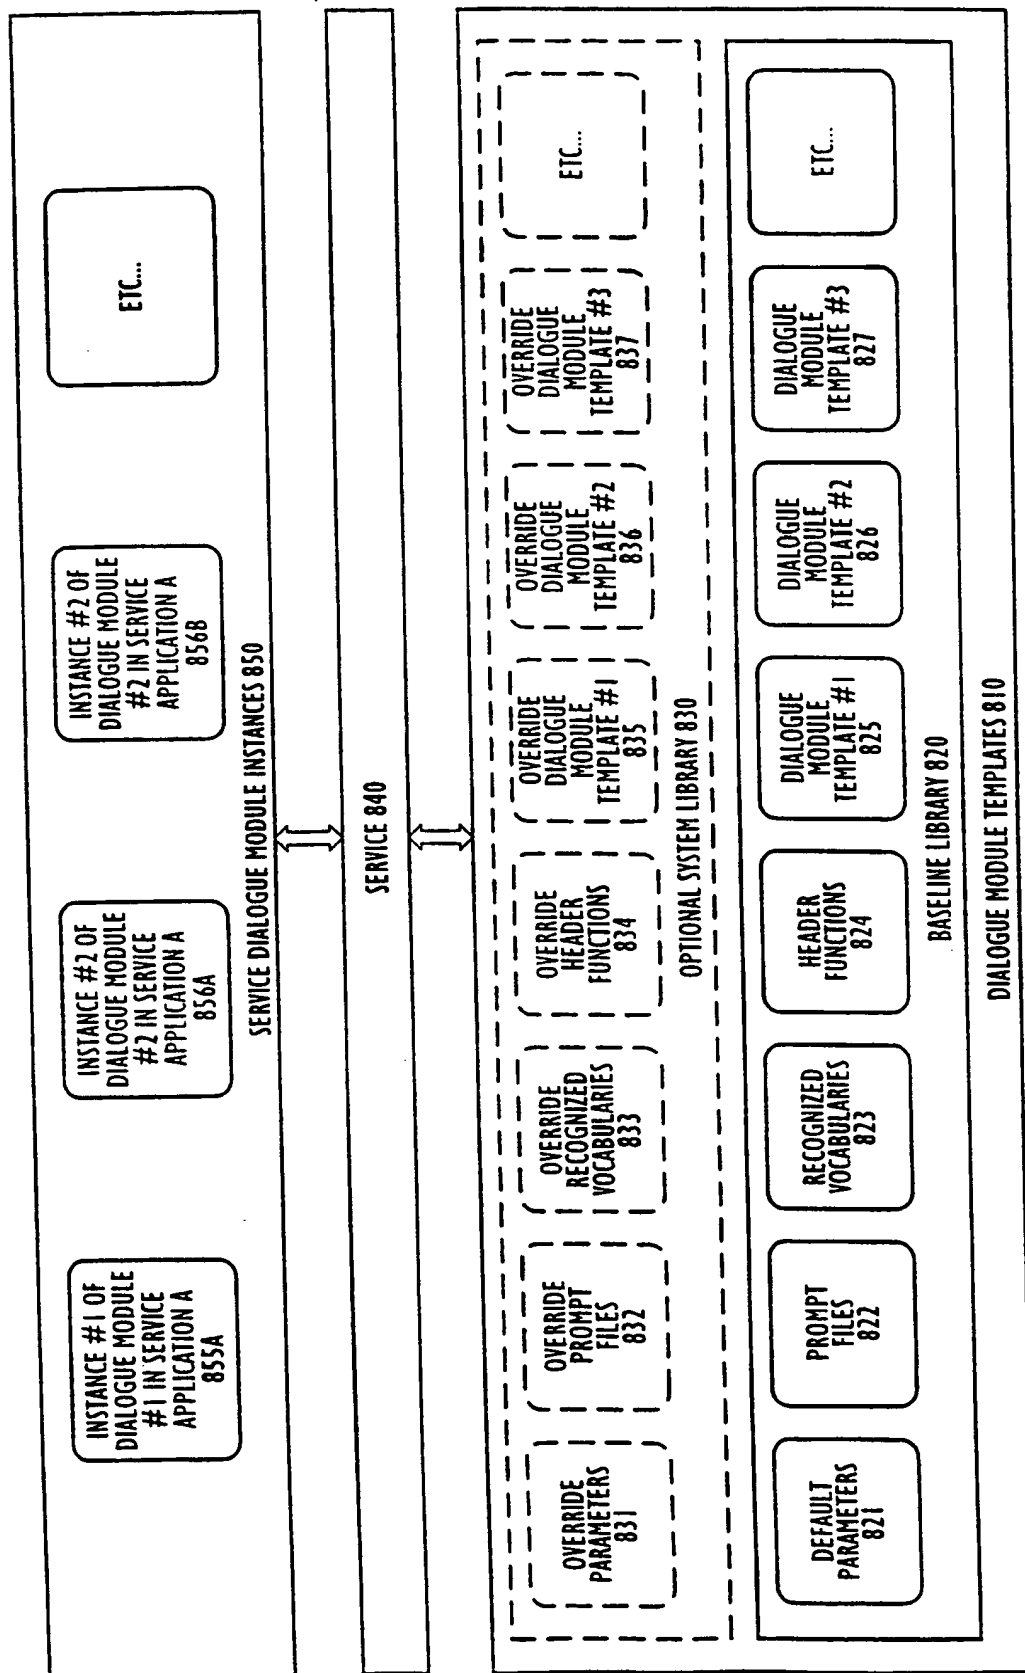 INSTANCE #1 OF
DIALOGUE MODULE
#1 IN SERVICE
APPLICATION A
855A
INSTANCE #2 OF
DIALOGUE MODULE
#2 IN SERVICE
APPLICATION A
856A
INSTANCE #2 OF
DIALOGUE MODULE
#2 IN SERVICE
APPLICATION A
856B
ETC...
SERVICE DIALOGUE MODULE INSTANCES 850
SERVICE 840
OVERRIDE
PARAMETERS
831
OVERRIDE
PROMPT
FILES
832
OVERRIDE
RECOGNIZED
VOCABULARIES
833
OVERRIDE
HEADER
FUNCTIONS
834
OVERRIDE
DIALOGUE
MODULE
TEMPLATE #1
835
OVERRIDE
DIALOGUE
MODULE
TEMPLATE #2
836
OVERRIDE
DIALOGUE
MODULE
TEMPLATE #3
837
ETC...
OPTIONAL SYSTEM LIBRARY 830
DEFAULT
PARAMETERS
821
PROMPT
FILES
822
RECOGNIZED
VOCABULARIES
823
HEADER
FUNCTIONS
824
DIALOGUE
MODULE
TEMPLATE #1
825
DIALOGUE
MODULE
TEMPLATE #2
826
DIALOGUE
MODULE
TEMPLATE #3
827
ETC...
BASELINE LIBRARY 820
DIALOGUE MODULE TEMPLATES 810